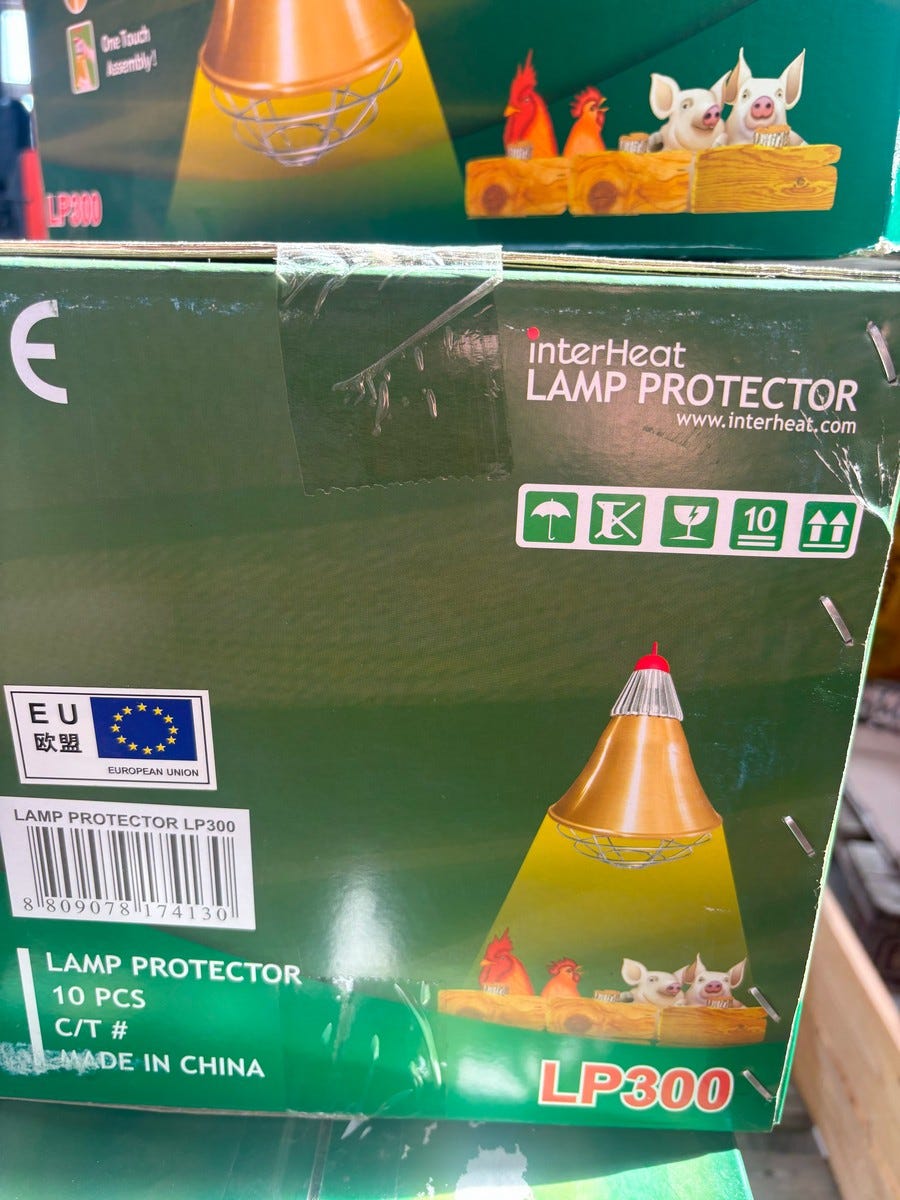 One Touch
Assembly!
LP300
CE
interHeat
LAMP PROTECTOR
www.interheat.com
10
EU
欧盟
EUROPEAN UNION
LAMP PROTECTOR LP300
8 809078 174130
LAMP PROTECTOR
10 PCS
C/T #
MADE IN CHINA
LP300